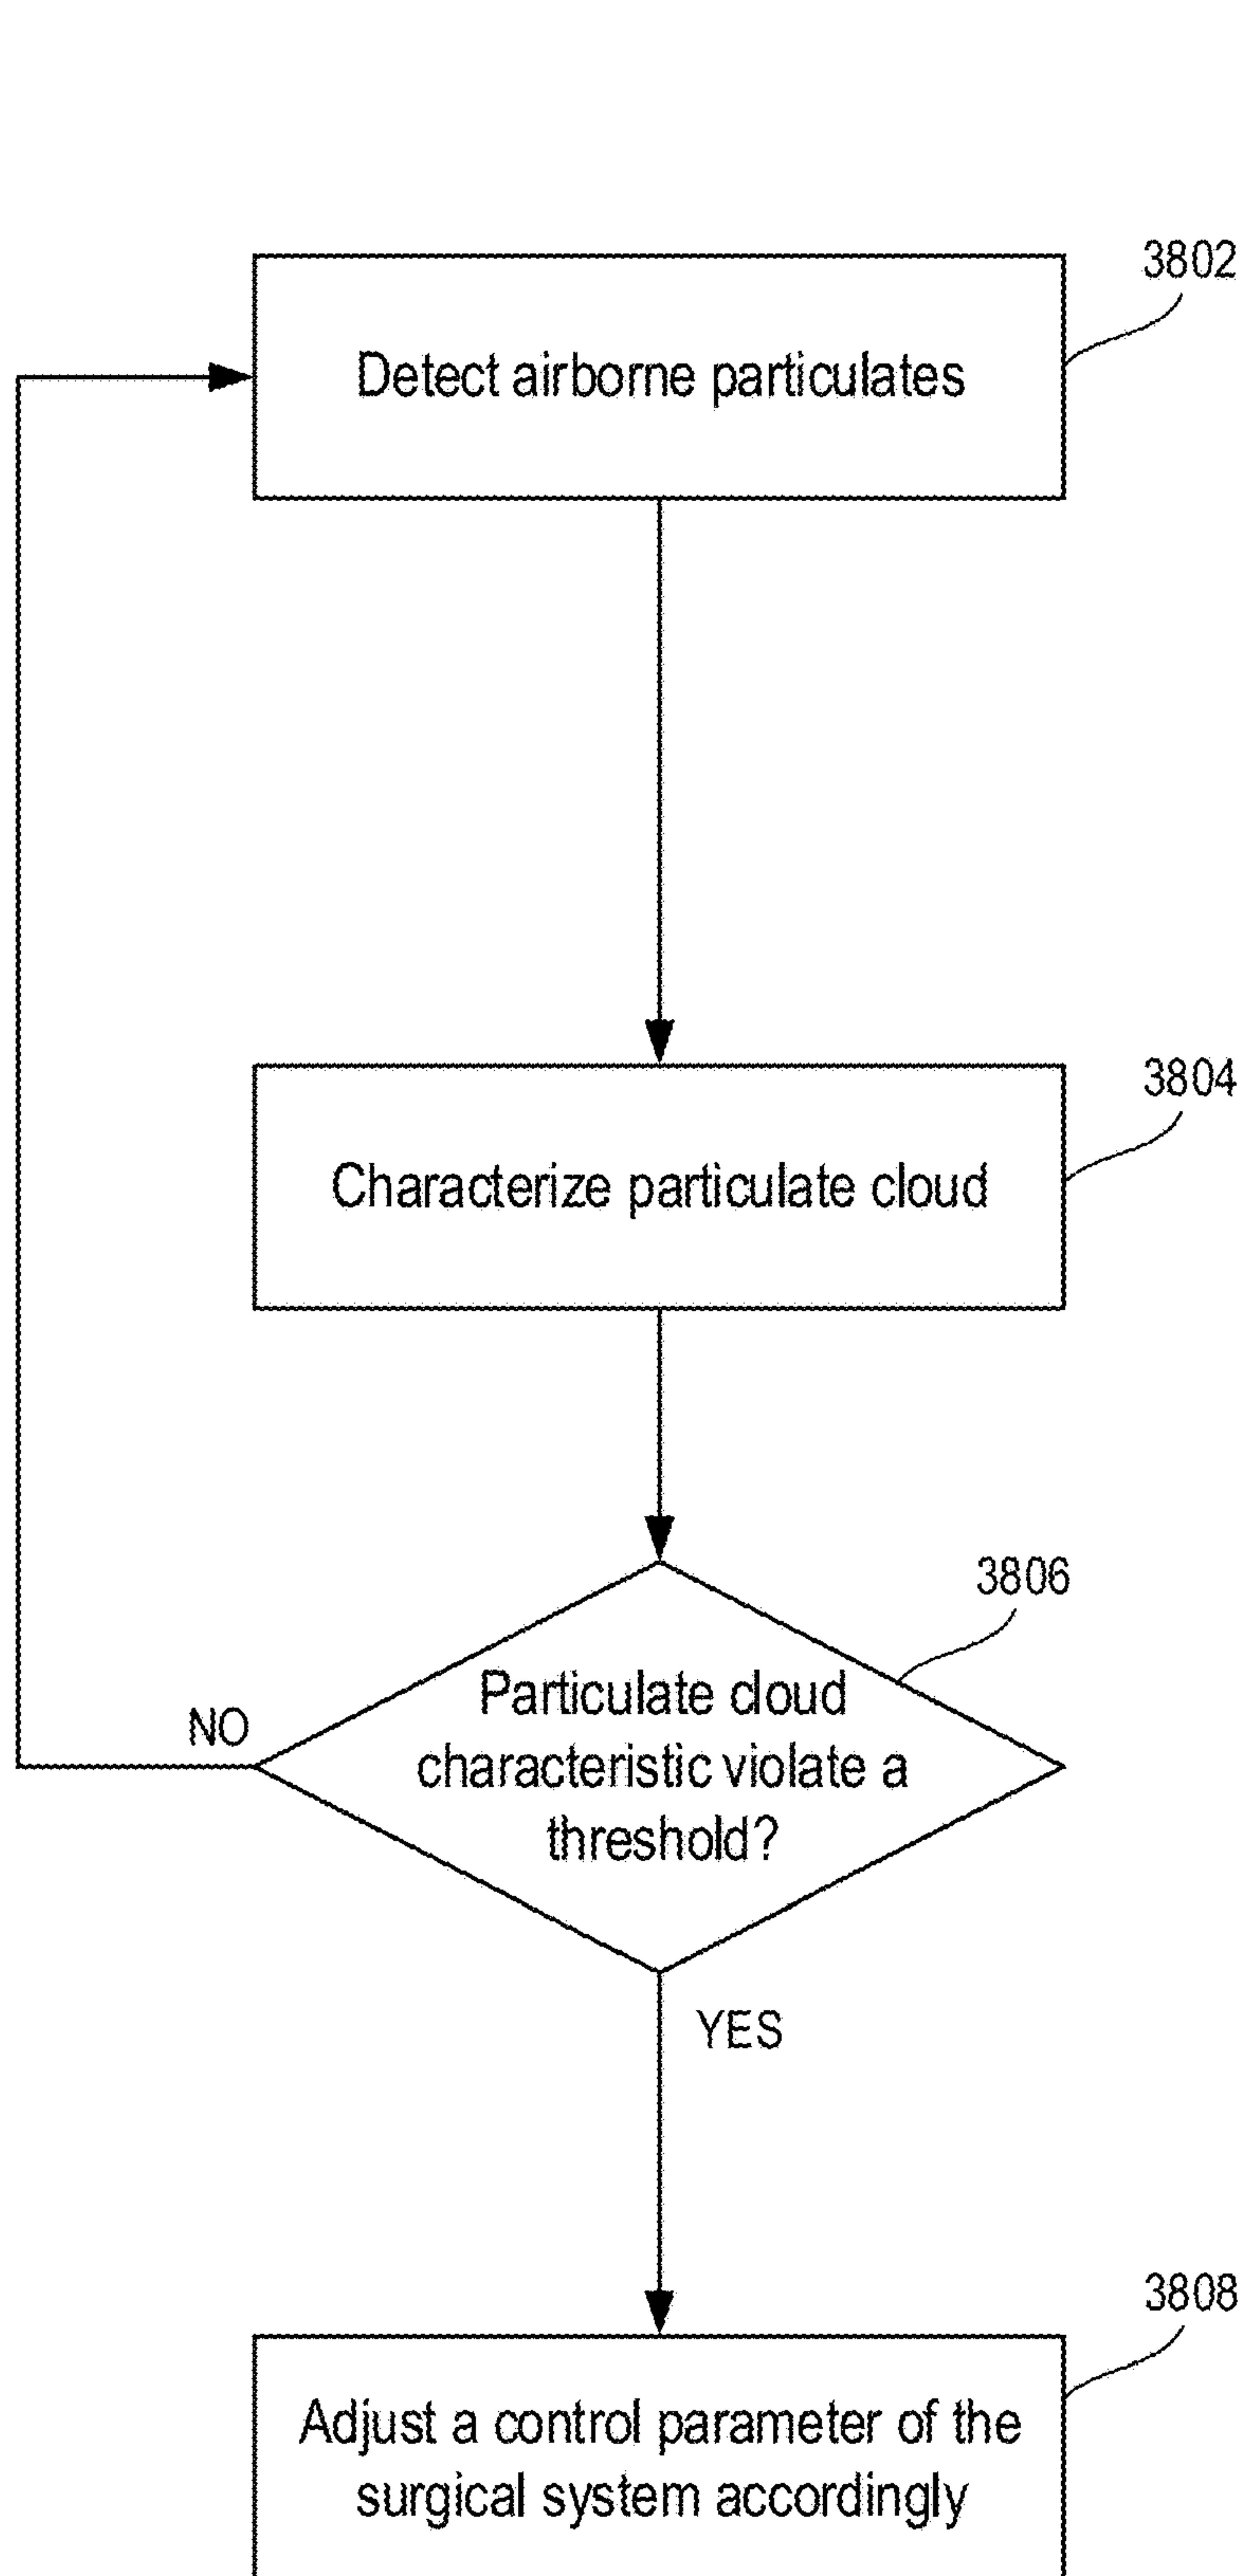 3802
Detect airborne particulates
3804
Characterize particulate cloud
3806
Particulate cloud
characteristic violate a
threshold?
NO
YES
3808
Adjust a control parameter of the
surgical system accordingly